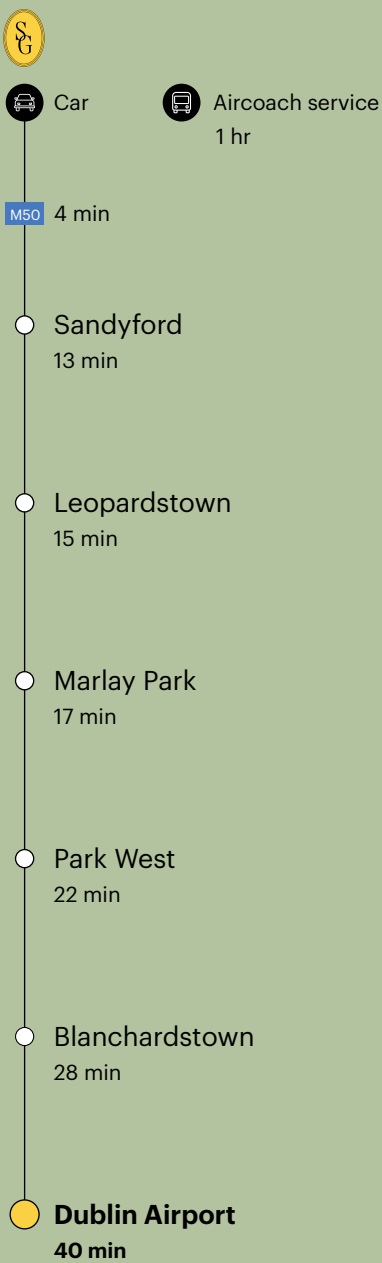 SG
Car
Aircoach service
1 hr
M50 4 min
Sandyford
13 min
Leopardstown
15 min
Marlay Park
17 min
Park West
22 min
Blanchardstown
28 min
Dublin Airport
40 min